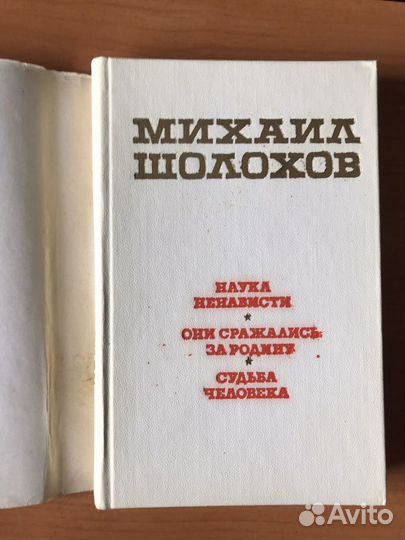 МИХАИЛ
ШОЛОХОВ
НАУКА
НЕНАВИСТИ
ОНИ СРАЖАЛИСЬ
ЗА РОДИНУ
СУДЬБА
ЧЕЛОВЕКА
Avito